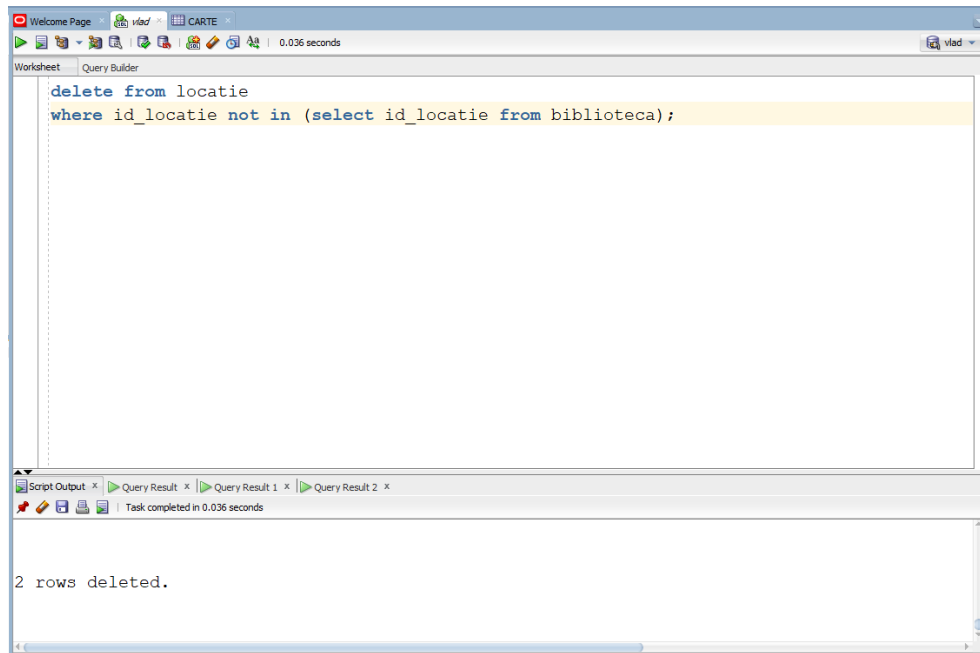 Welcome Page × vlad × CARTE ×
0.036 seconds vlad
Worksheet Query Builder
delete from locatie
where id_locatie not in (select id_locatie from biblioteca);
Script Output x Query Result x Query Result 1 x Query Result 2 x
Task completed in 0.036 seconds
2 rows deleted.